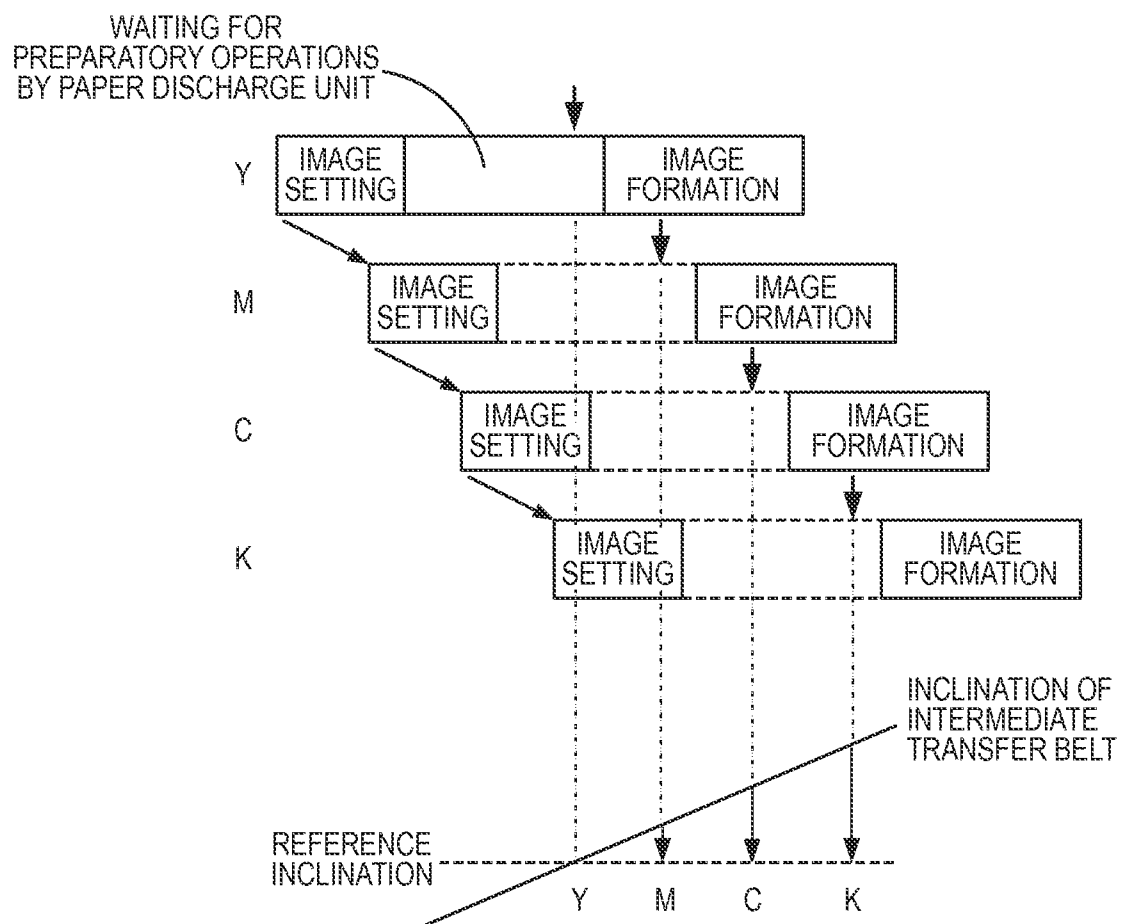 WAITING FOR
PREPARATORY OPERATIONS
BY PAPER DISCHARGE UNIT
Y
IMAGE
SETTING
IMAGE
FORMATION
M
IMAGE
SETTING
IMAGE
FORMATION
C
IMAGE
SETTING
IMAGE
FORMATION
K
IMAGE
SETTING
IMAGE
FORMATION
INCLINATION OF
INTERMEDIATE
TRANSFER BELT
REFERENCE
INCLINATION
Y M C K